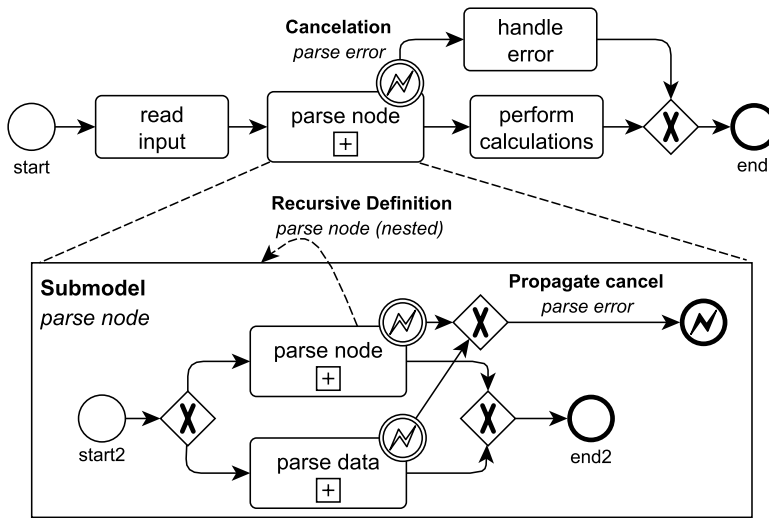 Cancelation
parse error
handle
error
read
input
parse node
+
perform
calculations
X
start
end
Recursive Definition
parse node (nested)
Submodel
parse node
Propagate cancel
parse error
X
parse node
+
start2
X
X
end2
parse data
+